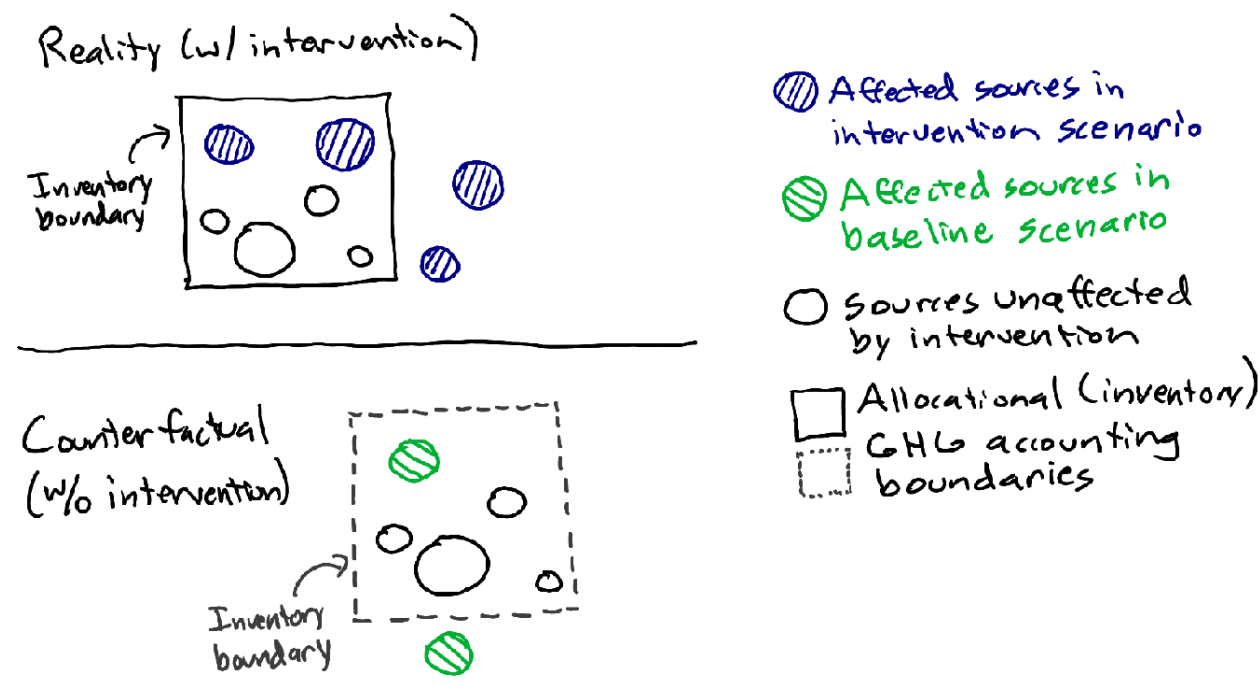 Reality (w/ intervention)
Inventory
boundary
Counterfactual
(w/o intervention)
Inventory
boundary
Affected sources in
intervention scenario
Affected sources in
baseline scenario
Sources unaffected
by intervention
Allocational (inventory)
GHG accounting
boundaries